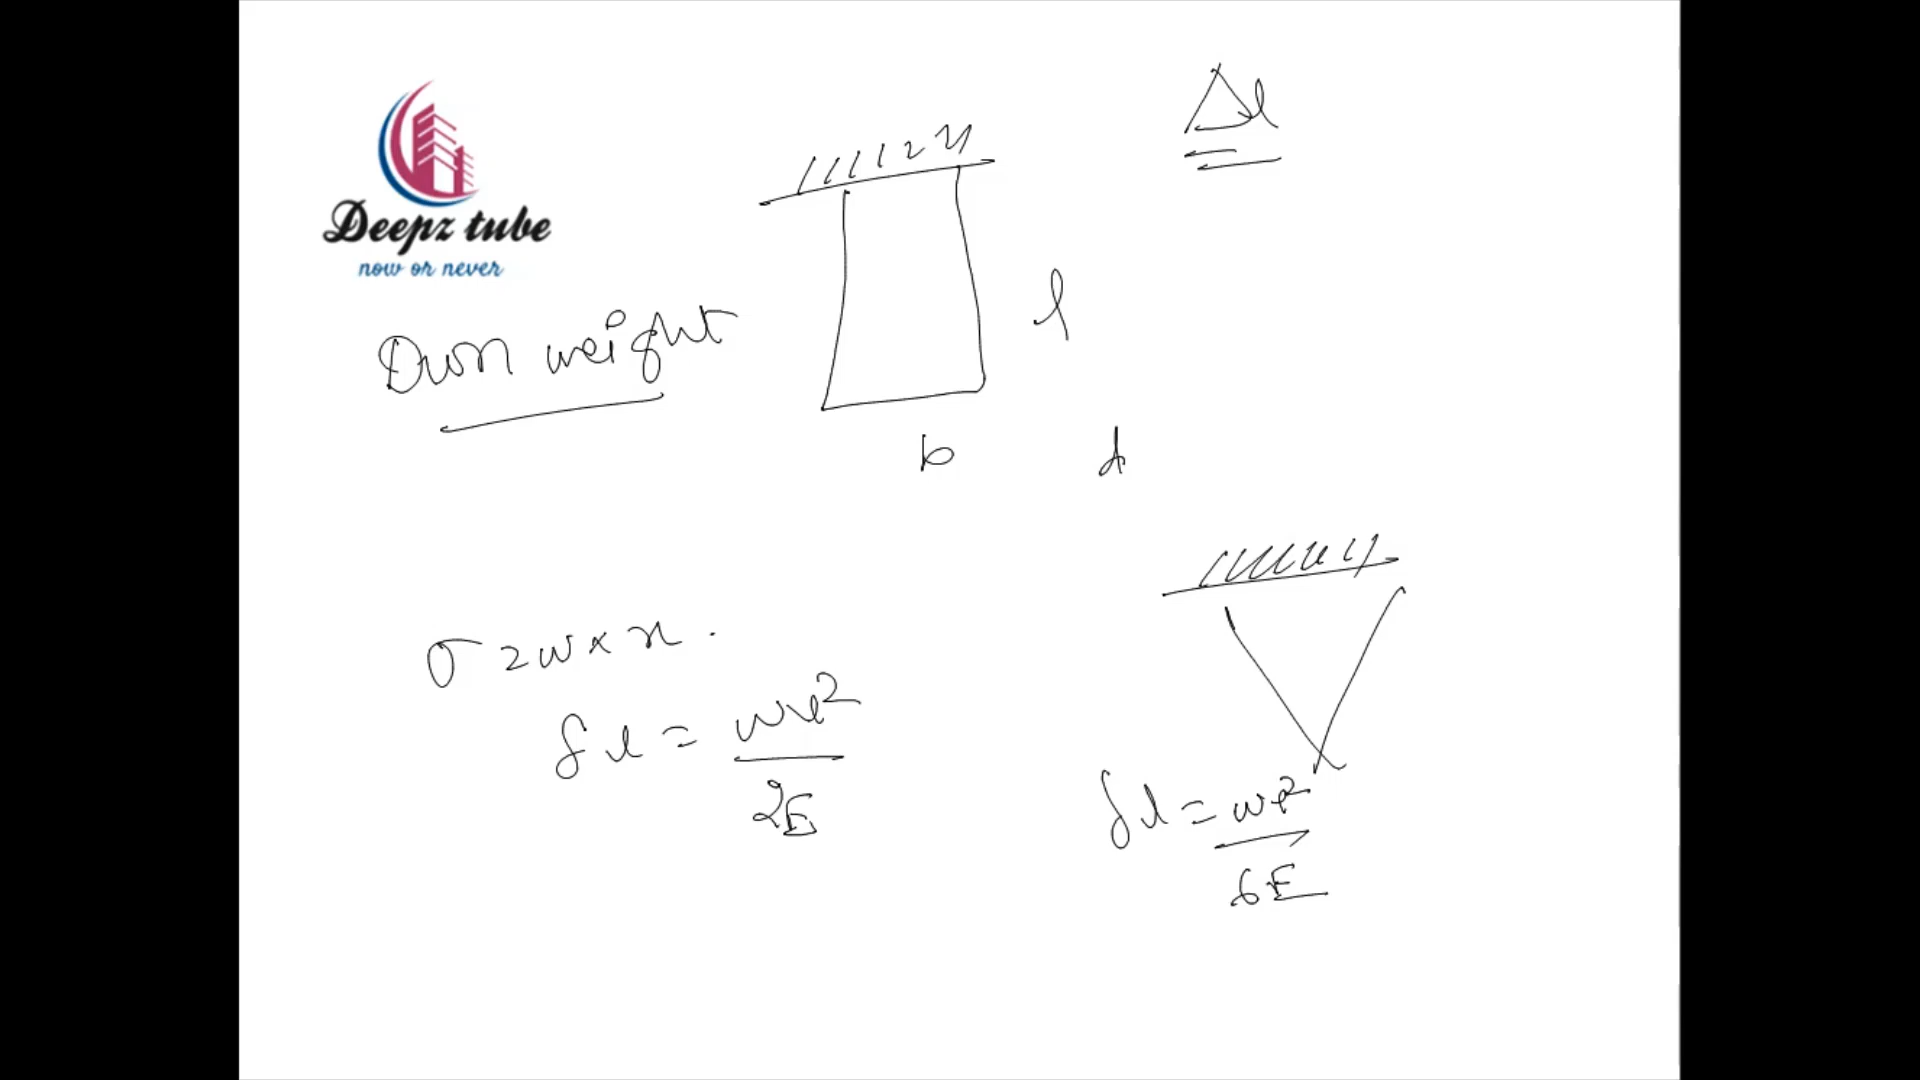 Δl
Deepz tube
now or never
Own weight
l
b
d
σ = w × x .
δl = wl²
2E
δl = wl²
6E